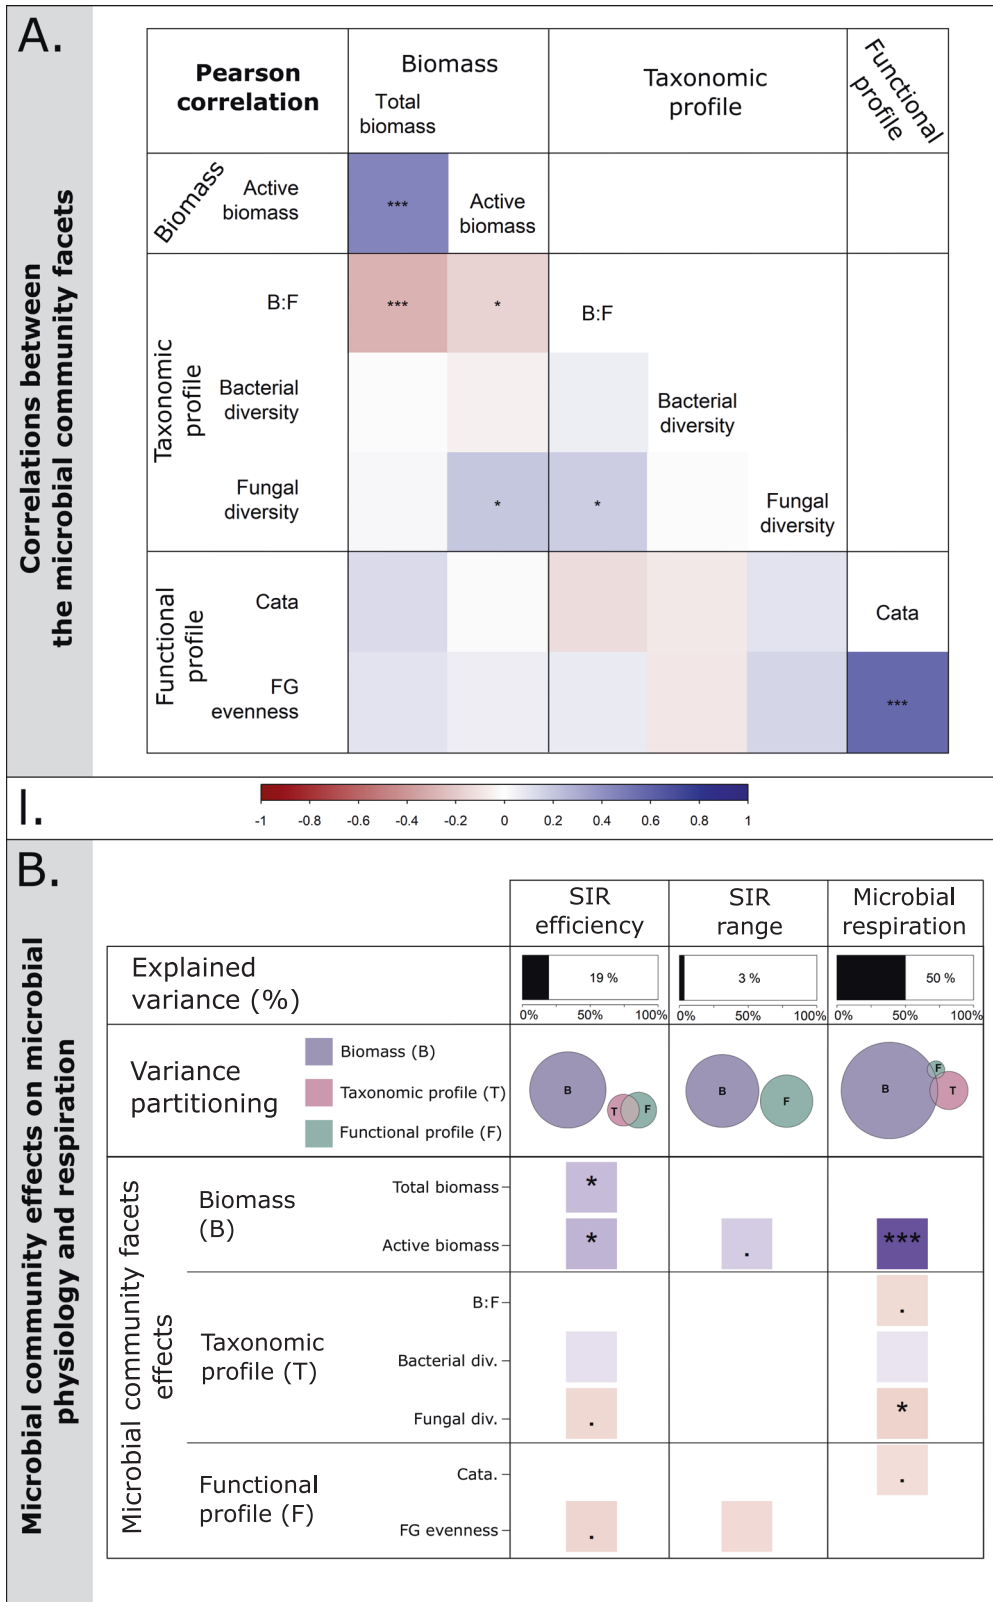 A.
Correlations between
the microbial community facets
Pearson
correlation
Biomass
Total
biomass
Taxonomic
profile
Functional
profile
Biomass
Active
biomass
***
Active
biomass
Taxonomic
profile
B:F
***
*
B:F
Bacterial
diversity
Bacterial
diversity
Fungal
diversity
*
*
Fungal
diversity
Functional
profile
Cata
Cata
FG
evenness
***
I.
-1 -0.8 -0.6 -0.4 -0.2 0 0.2 0.4 0.6 0.8 1
B.
Microbial community effects on microbial
physiology and respiration
SIR
efficiency
SIR
range
Microbial
respiration
Explained
variance (%)
19 %
0% 50% 100%
3 %
0% 50% 100%
50 %
0% 50% 100%
Variance
partitioning
Biomass (B)
Taxonomic profile (T)
Functional profile (F)
B
T
F
B
F
B
F
T
Microbial community facets
effects
Biomass
(B)
Total biomass
*
Active biomass
*
.
***
Taxonomic
profile (T)
B:F
.
Bacterial div.
Fungal div.
.
*
Functional
profile (F)
Cata.
.
FG evenness
.